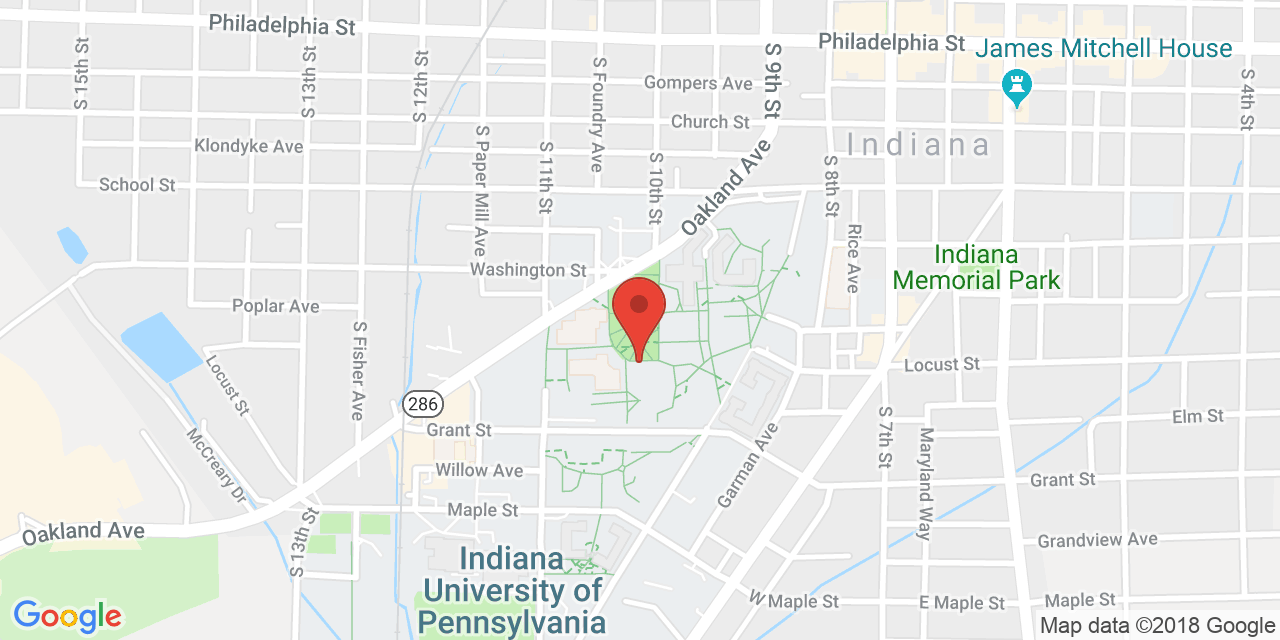 Philadelphia St
Philadelphia St
James Mitchell House
S 15th St
S 13th St
S 12th St
S Foundry Ave
Gompers Ave
S 9th St
S 4th St
Church St
Klondyke Ave
S Paper Mill Ave
S 11th St
S 10th St
Oakland Ave
Indiana
School St
S 8th St
Rice Ave
Washington St
Indiana
Memorial Park
Poplar Ave
S Fisher Ave
Locust St
Locust St
286
Grant St
McCreary Dr
Willow Ave
Garman Ave
S 7th St
Maryland Way
Elm St
Grant St
Maple St
Oakland Ave
S 13th St
Grandview Ave
Indiana
University of
Pennsylvania
W Maple St
E Maple St
Maple St
Google
Map data ©2018 Google